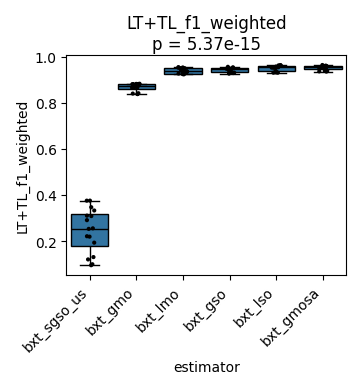 LT+TL_f1_weighted
p = 5.37e-15
LT+TL_f1_weighted
1.0
0.8
0.6
0.4
0.2
bxt_sgso_us
bxt_gmo
bxt_lmo
bxt_gso
bxt_lso
bxt_gmosa
estimator